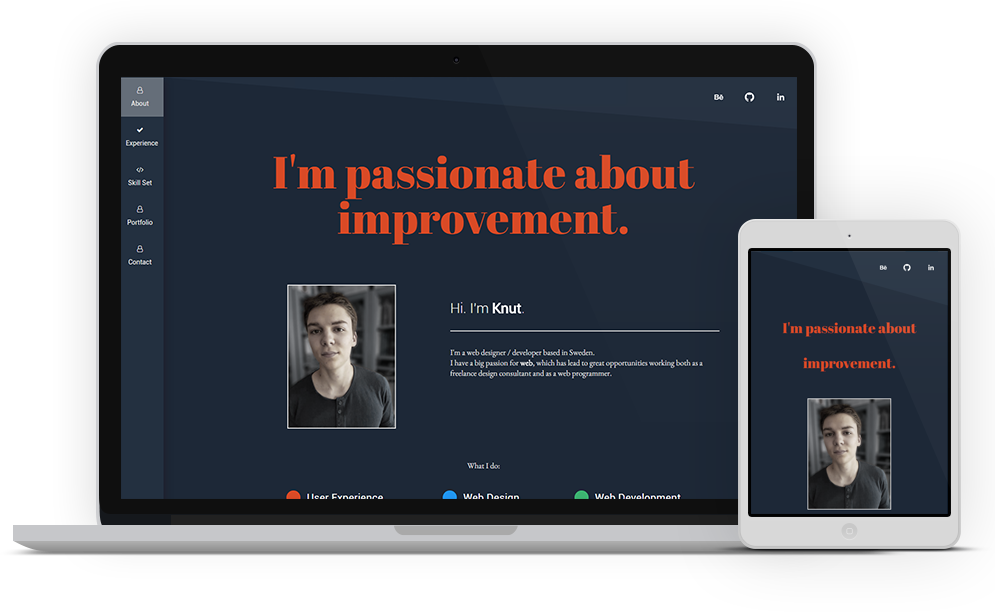 About
Experience
Skill Set
Portfolio
Contact
Bē
in
I'm passionate about
improvement.
Hi. I'm Knut.
I'm a web designer / developer based in Sweden.
I have a big passion for web, which has lead to great opportunities working both as a
freelance design consultant and as a web programmer.
What I do:
User Experience
Web Design
Web Development
Bē
in
I'm passionate about
improvement.